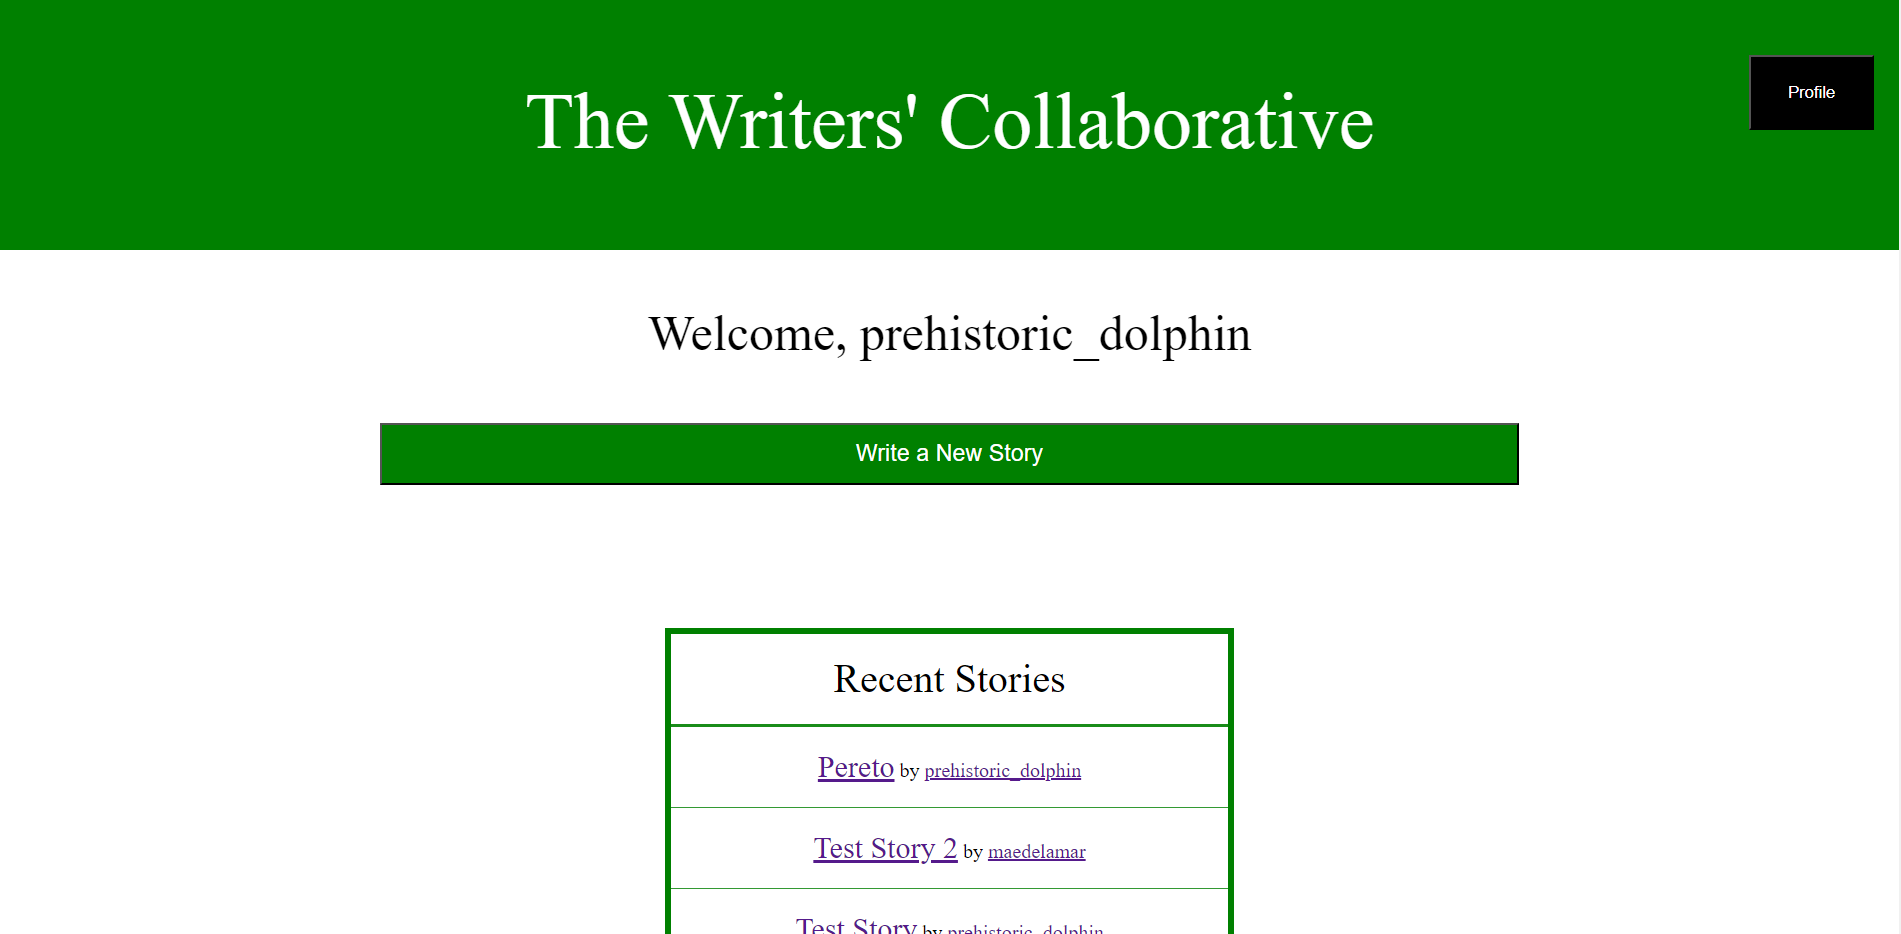 Profile
The Writers' Collaborative
Welcome, prehistoric_dolphin
Write a New Story
Recent Stories
Pereto by prehistoric_dolphin
Test Story 2 by maedelamar
Test Story by prehistoric_dolphin